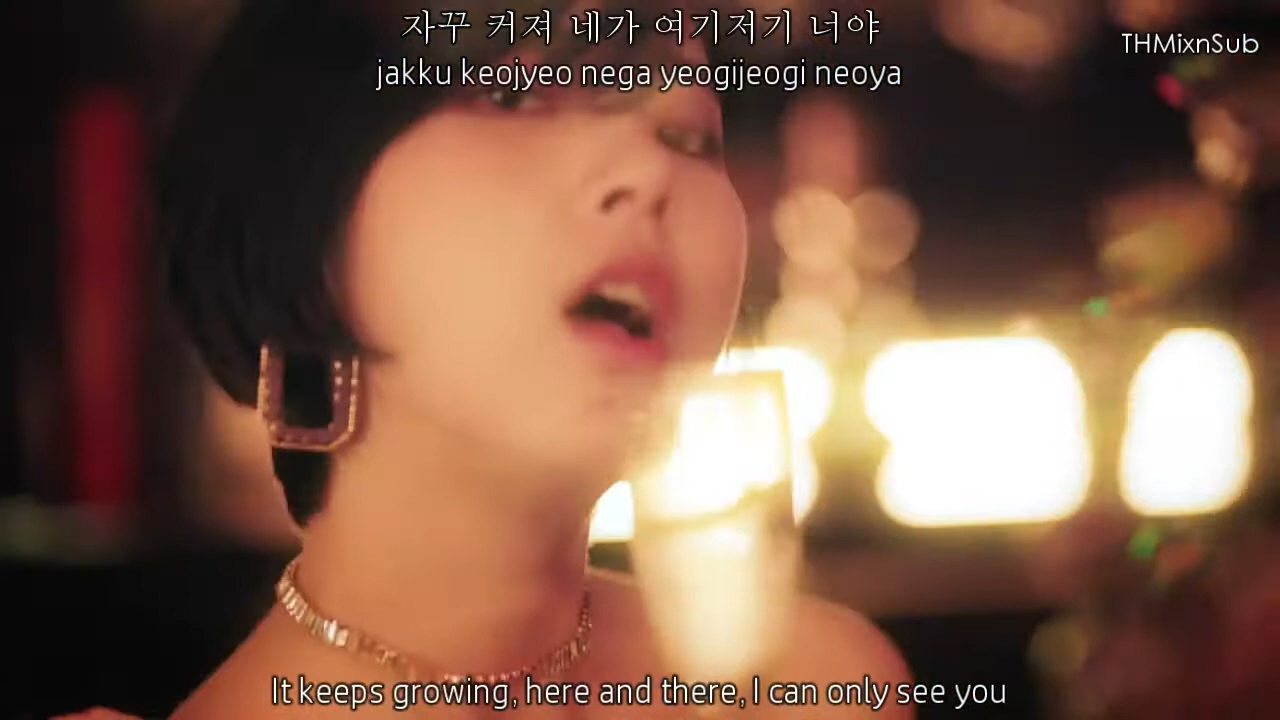 자꾸 커져 네가 여기저기 너야
THMixnSub
jakku keojyeo nega yeogijeogi neoya
It keeps growing, here and there, I can only see you